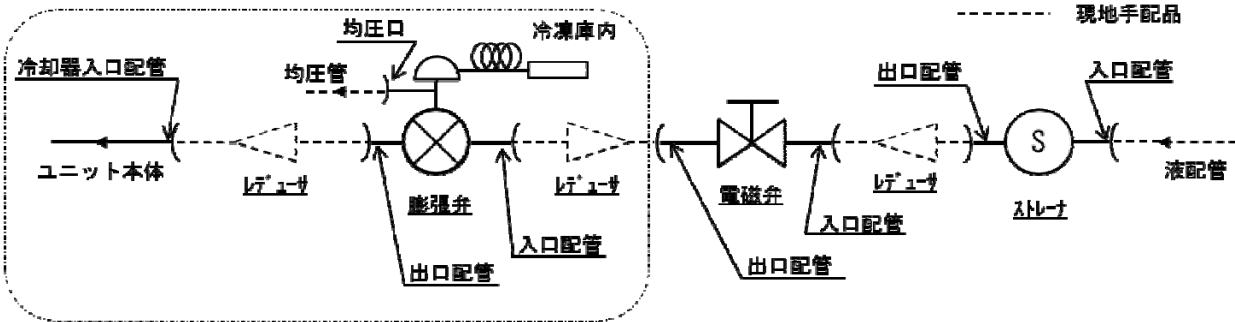 現地手配品
均圧口
冷凍庫内
冷却器入口配管
均圧管
出口配管
入口配管
S
ユニット本体
液配管
レデューサ
膨張弁
レデューサ
電磁弁
レデューサ
ストレーナ
入口配管
入口配管
出口配管
出口配管